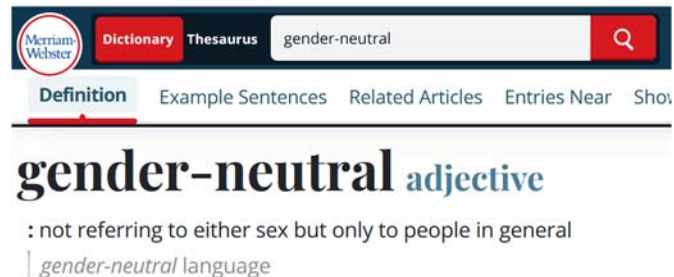 Merriam-
Webster
Dictionary Thesaurus gender-neutral
Definition Example Sentences Related Articles Entries Near
gender-neutral adjective
: not referring to either sex but only to people in general
gender-neutral language